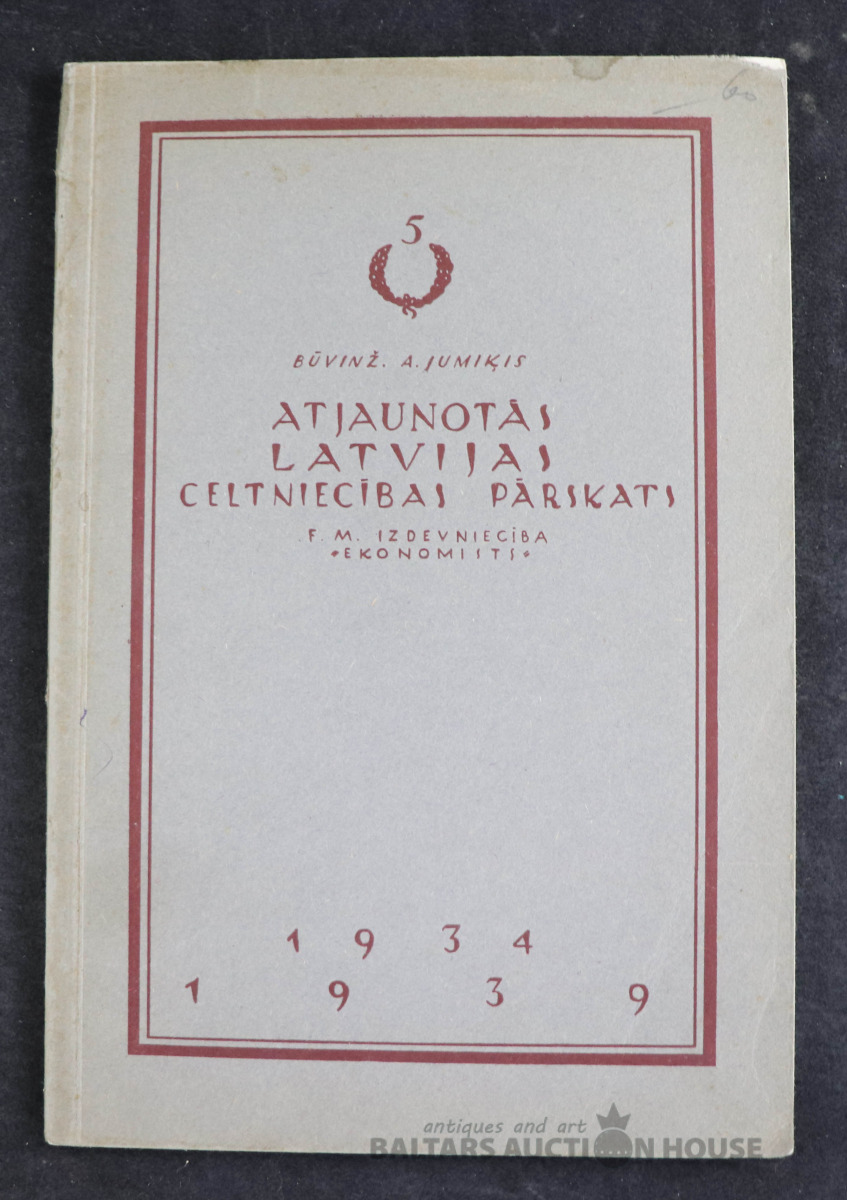 60
5
BŪVINŽ. A. JUMIĶIS
ATJAUNOTĀS
LATVIJAS
CELTNIECĪBAS PĀRSKATS
F. M. IZDEVNIECĪBA
•EKONOMISTS•
1934
1939
antiques and art
BALTARS AUCTION HOUSE